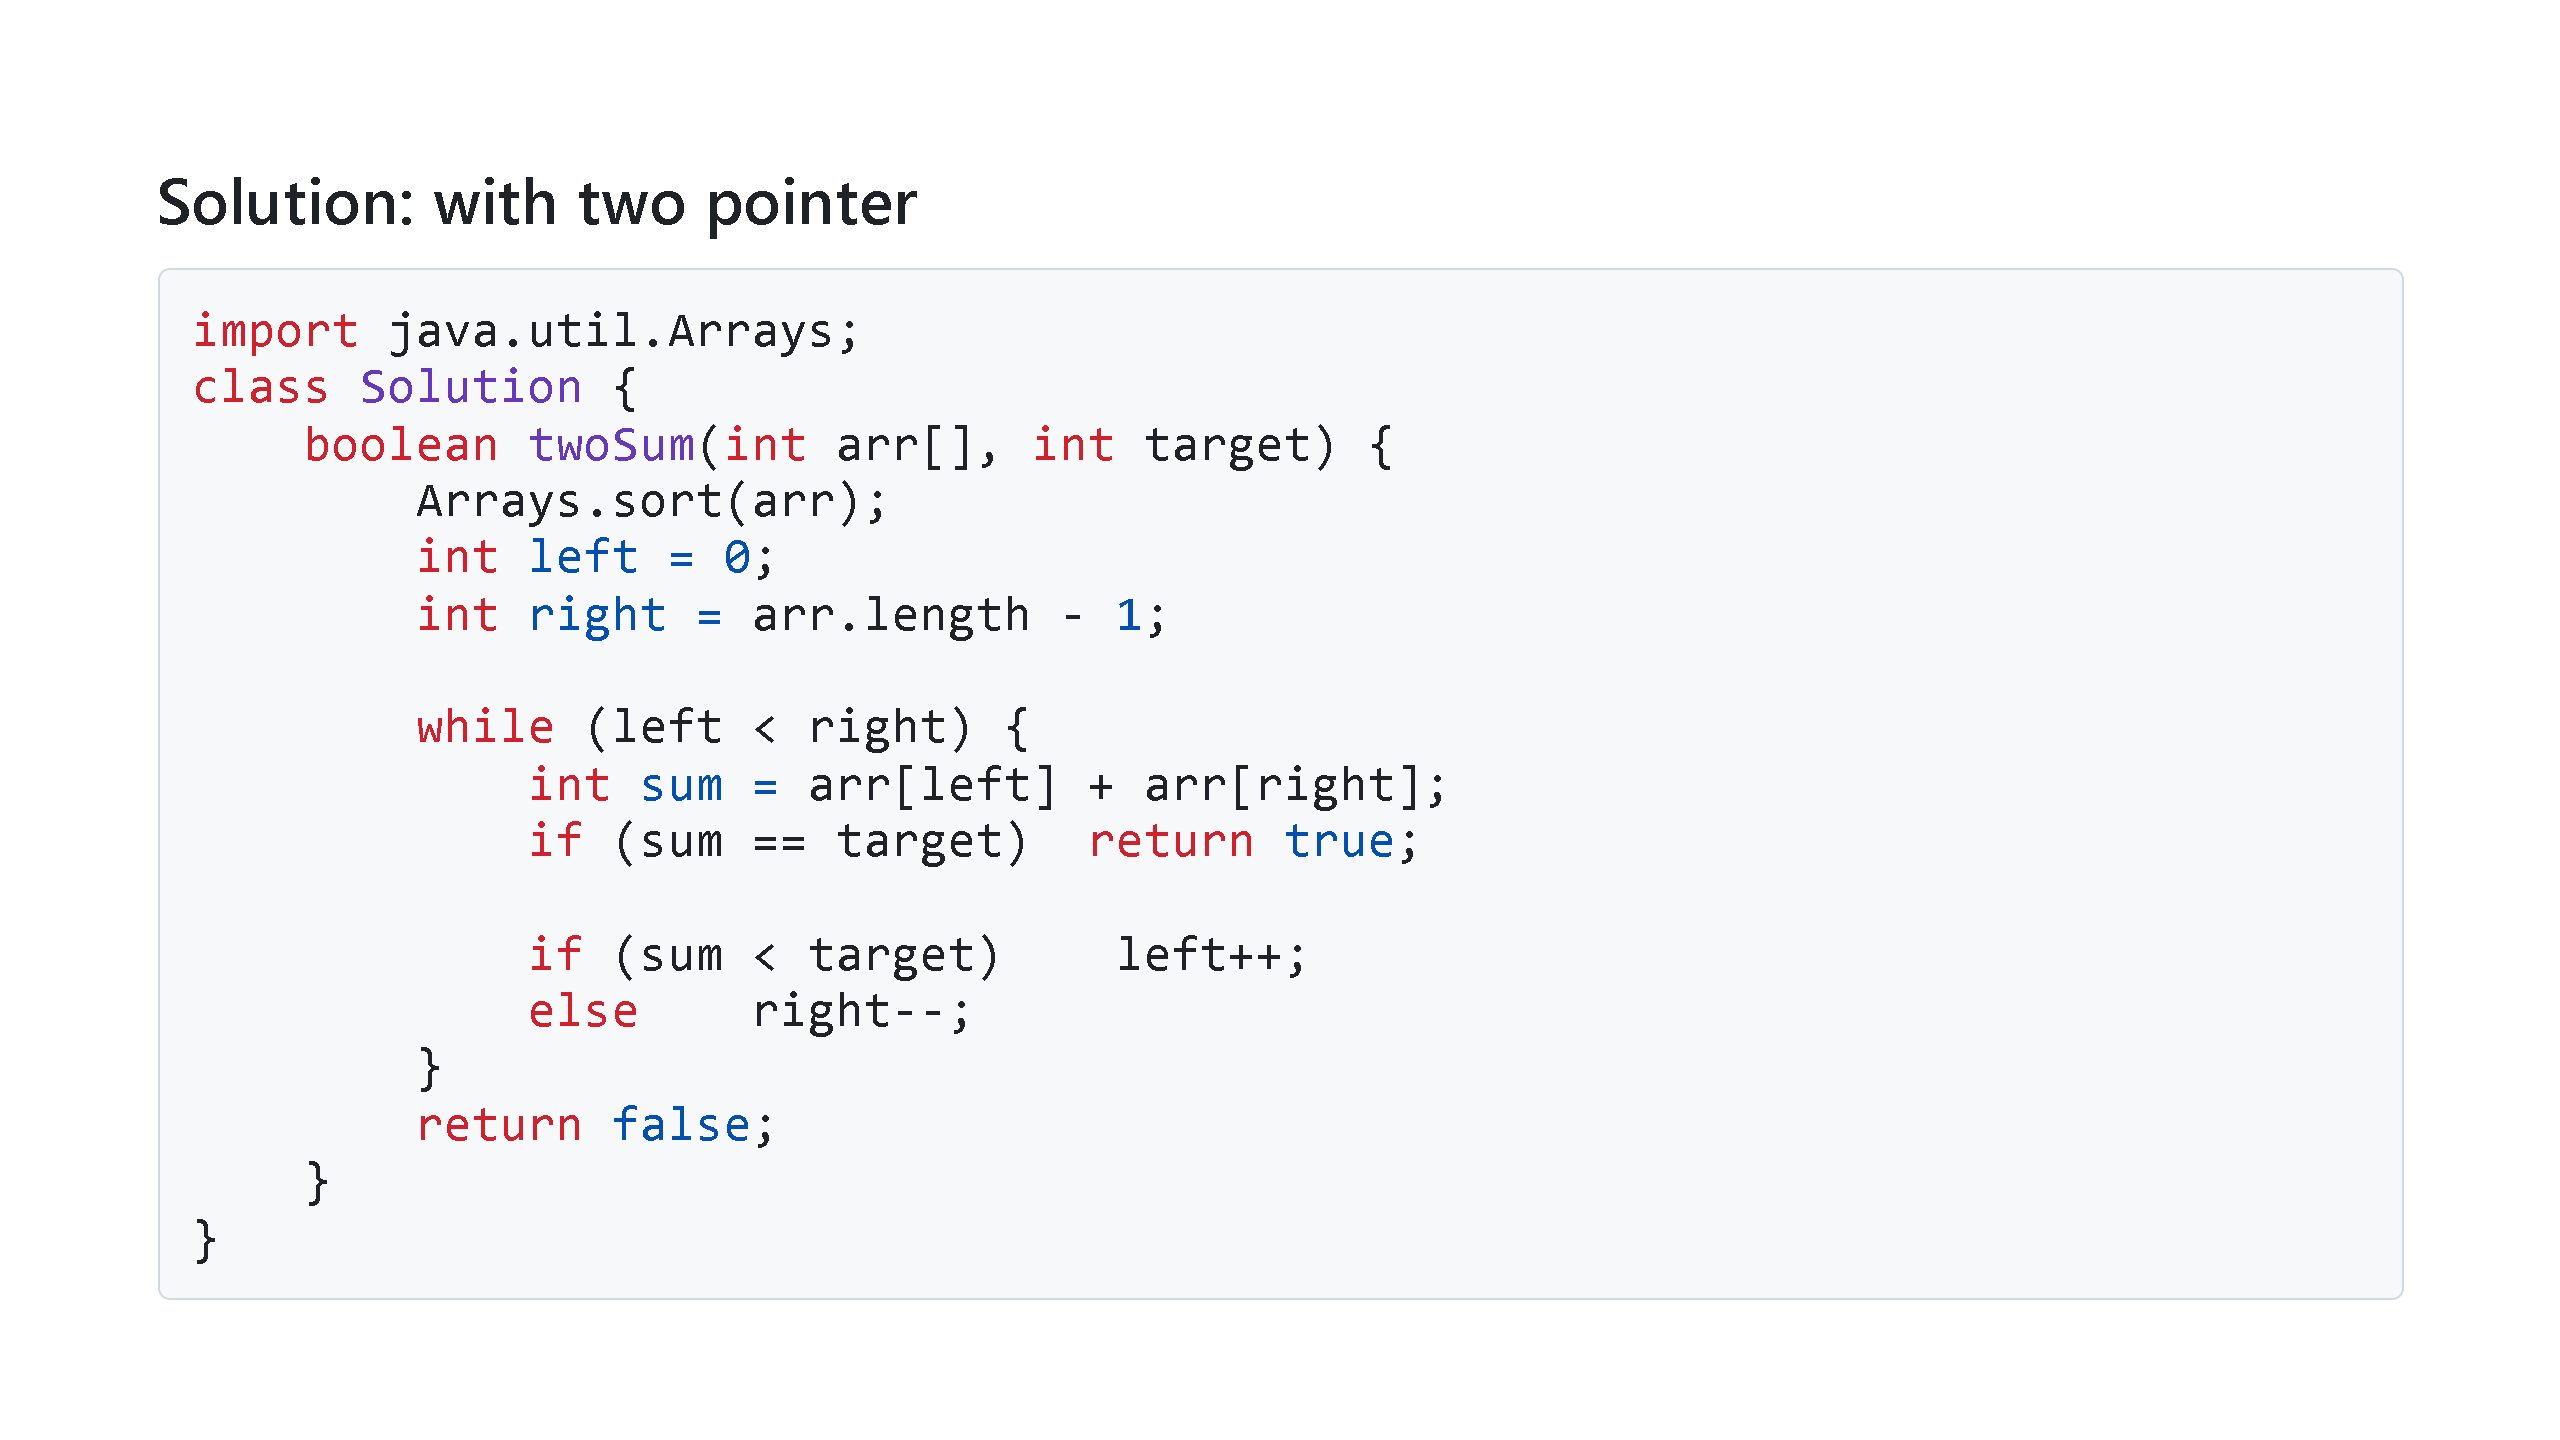 Solution: with two pointer
import java.util.Arrays;
class Solution {
    boolean twoSum(int arr[], int target) {
        Arrays.sort(arr);
        int left = 0;
        int right = arr.length - 1;

        while (left < right) {
            int sum = arr[left] + arr[right];
            if (sum == target)  return true;

            if (sum < target)    left++;
            else    right--;
        }
        return false;
    }
}